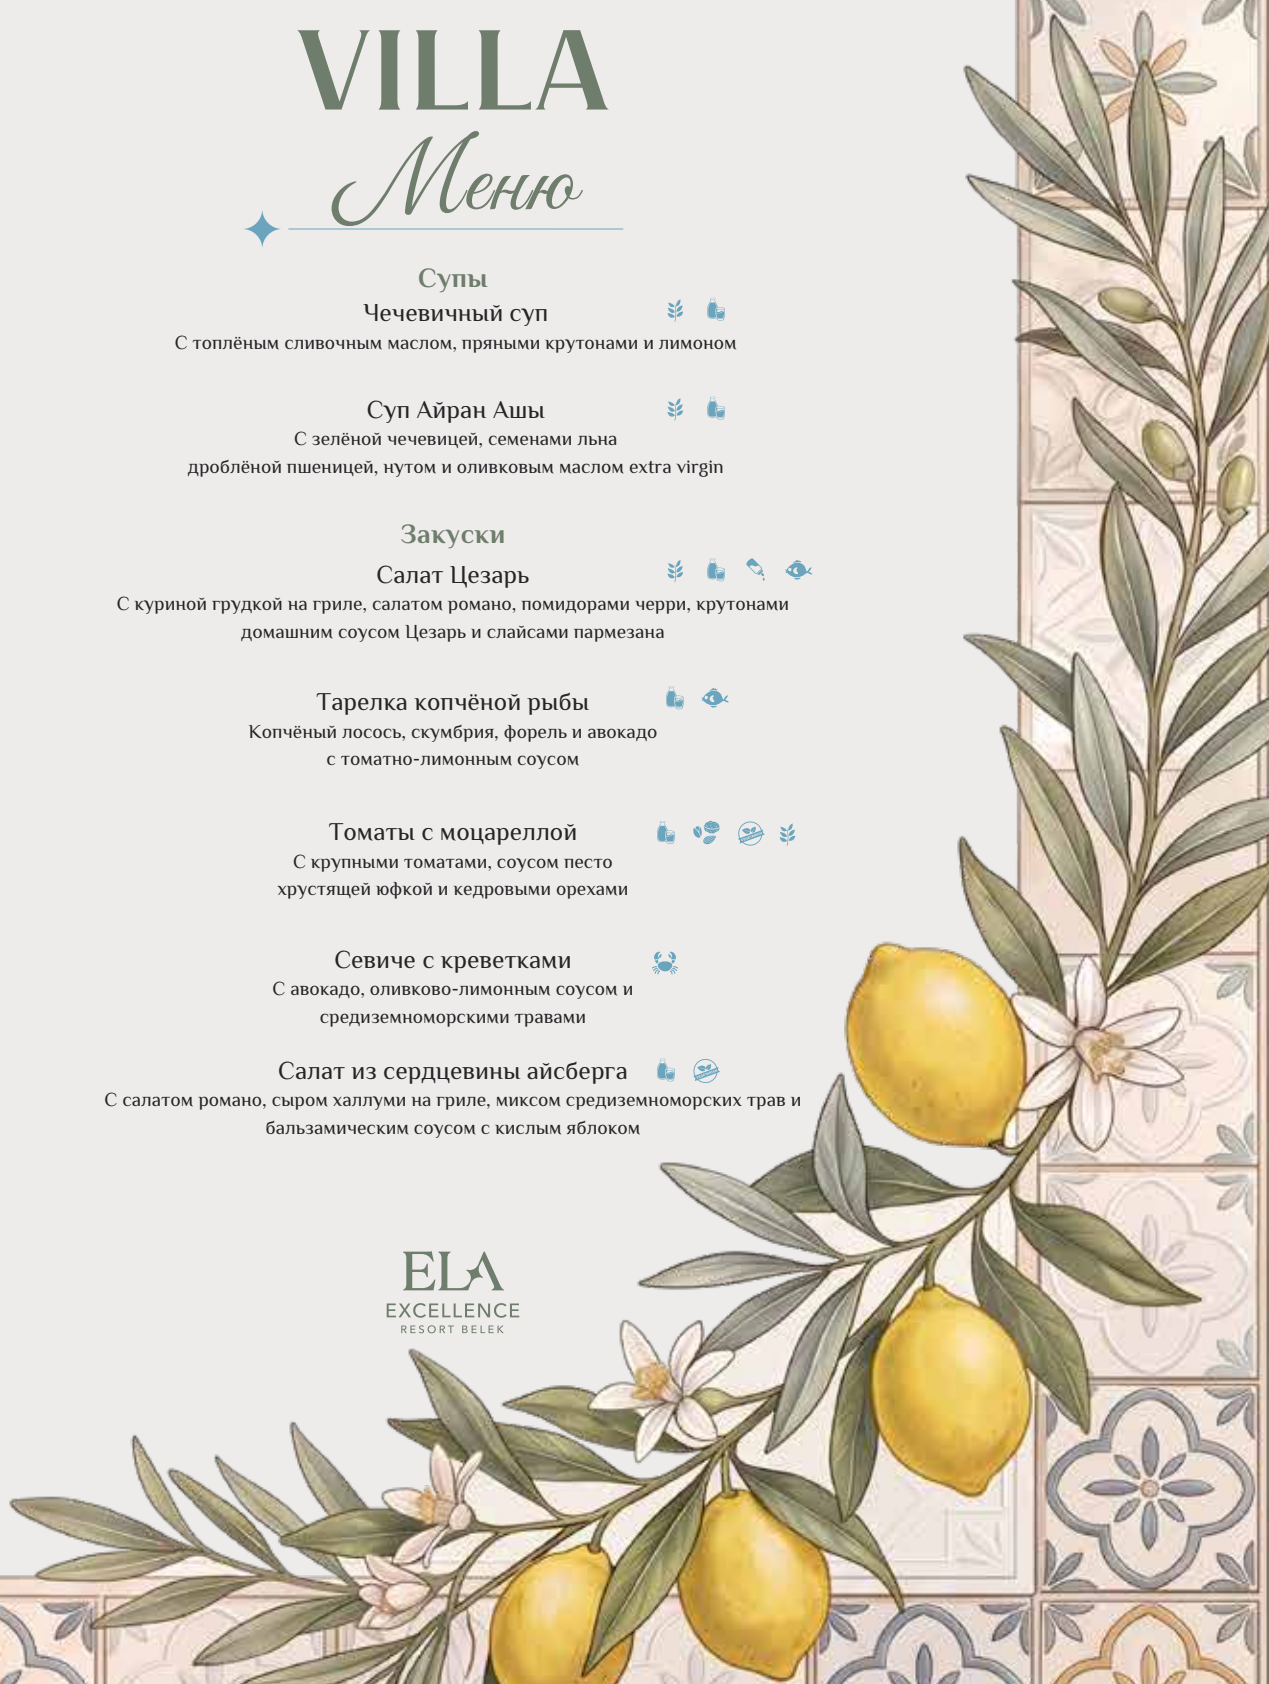 VILLA
Меню
Супы
Чечевичный суп
С топлёным сливочным маслом, пряными крутонами и лимоном
Суп Айран Ашы
С зелёной чечевицей, семенами льна
дроблёной пшеницей, нутом и оливковым маслом extra virgin
Закуски
Салат Цезарь
С куриной грудкой на гриле, салатом романо, помидорами черри, крутонами
домашним соусом Цезарь и слайсами пармезана
Тарелка копчёной рыбы
Копчёный лосось, скумбрия, форель и авокадо
с томатно-лимонным соусом
Томаты с моцареллой
С крупными томатами, соусом песто
хрустящей юфкой и кедровыми орехами
Севиче с креветками
С авокадо, оливково-лимонным соусом и
средиземноморскими травами
Салат из сердцевины айсберга
С салатом романо, сыром халлуми на гриле, миксом средиземноморских трав и
бальзамическим соусом с кислым яблоком
ELA
EXCELLENCE
RESORT BELEK